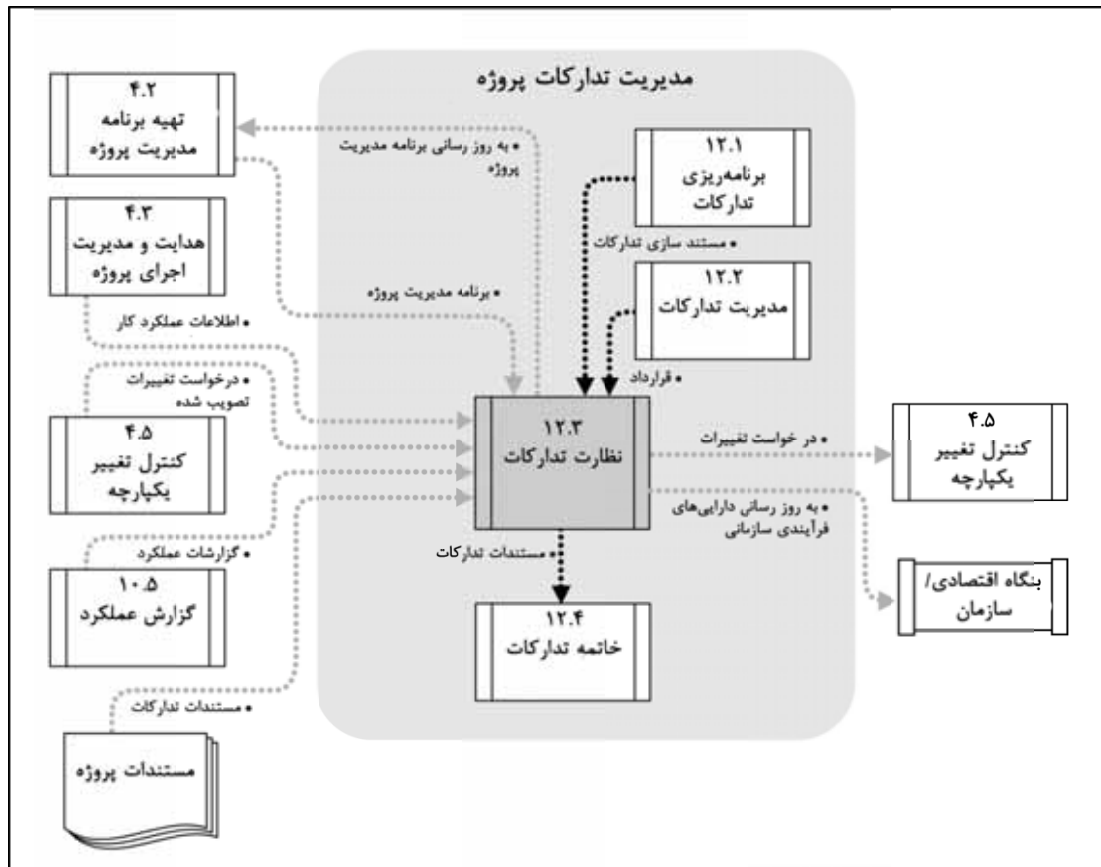 مدیریت تدارکات پروژه
۴.۲
تهیه برنامه
مدیریت پروژه
• به روز رسانی برنامه مدیریت
پروژه
۱۲.۱
برنامه‌ریزی
تدارکات
۴.۳
هدایت و مدیریت
اجرای پروژه
• مستند سازی تدارکات
۱۲.۲
مدیریت تدارکات
• برنامه مدیریت پروژه
• اطلاعات عملکرد کار
• قرارداد
• درخواست تغییرات
تصویب شده
۴.۵
کنترل تغییر
یکپارچه
۱۲.۳
نظارت تدارکات
• در خواست تغییرات
۴.۵
کنترل تغییر
یکپارچه
• به روز رسانی دارایی‌های
فرآیندی سازمانی
• گزارشات عملکرد
• مستندات تدارکات
۱۰.۵
گزارش عملکرد
بنگاه اقتصادی/
سازمان
۱۲.۴
خاتمه تدارکات
• مستندات تدارکات
مستندات پروژه